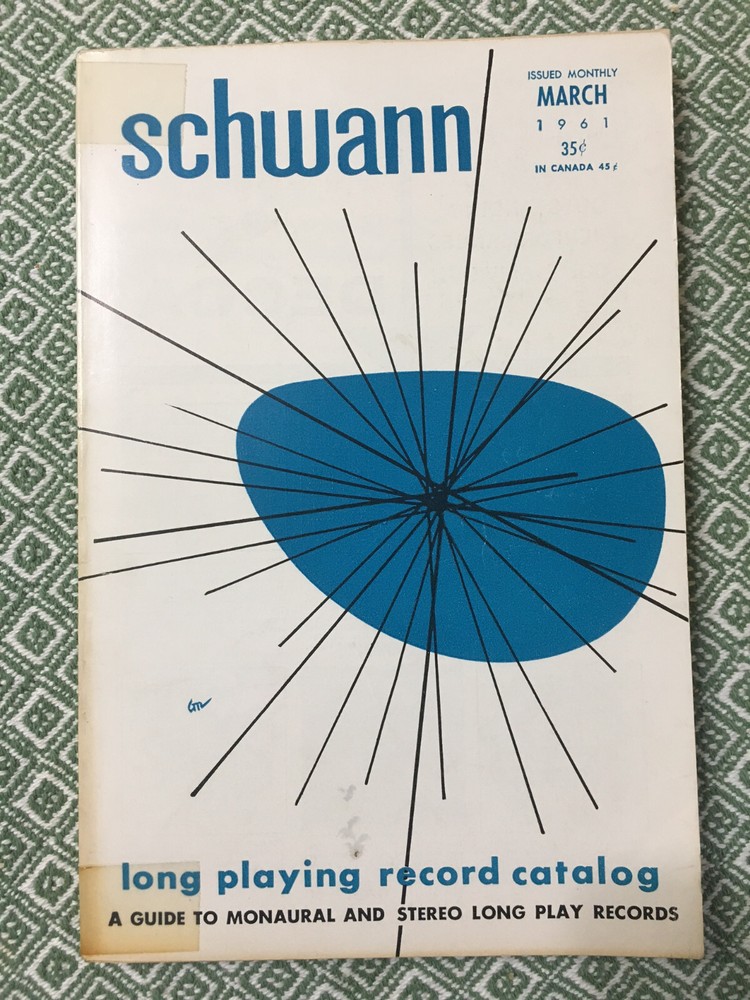 schwann
ISSUED MONTHLY
MARCH
1961
35¢
IN CANADA 45¢
long playing record catalog
A GUIDE TO MONAURAL AND STEREO LONG PLAY RECORDS